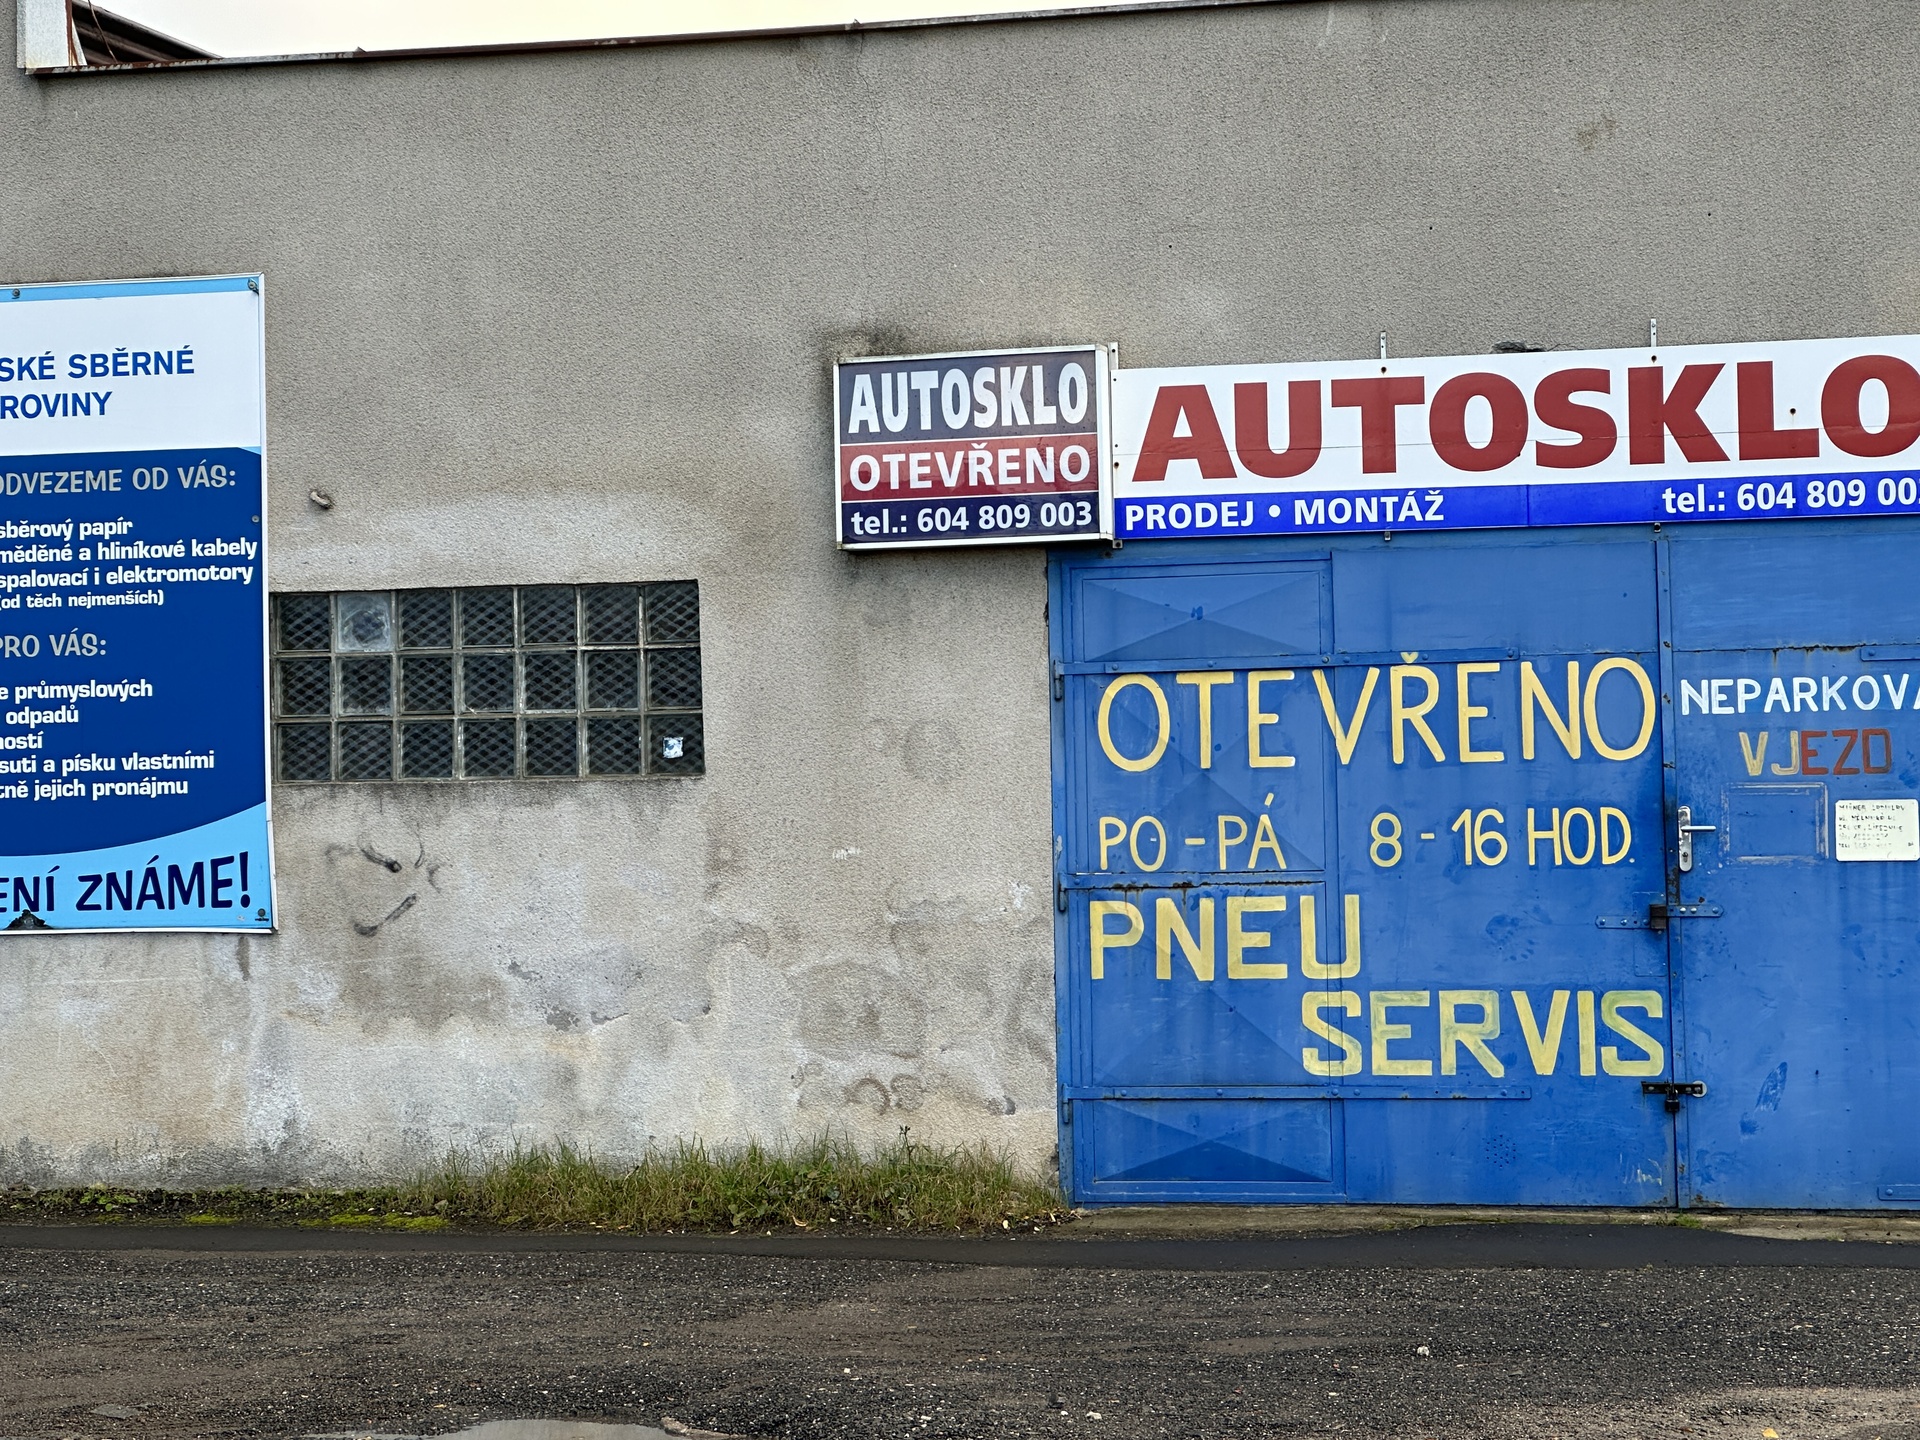 SKÉ SBĚRNÉ
ROVINY
ODVEZEME OD VÁS:
sběrový papír
měděné a hliníkové kabely
spalovací i elektromotory
(od těch nejmenších)
PRO VÁS:
e průmyslových
odpadů
ností
suti a písku vlastními
tně jejich pronájmu
ENÍ ZNÁME!
AUTOSKLO
OTEVŘENO
tel.: 604 809 003
AUTOSKLO
PRODEJ • MONTÁŽ tel.: 604 809 00
OTEVŘENO
PO - PÁ 8 - 16 HOD.
PNEU
SERVIS
NEPARKOVA
VJEZD